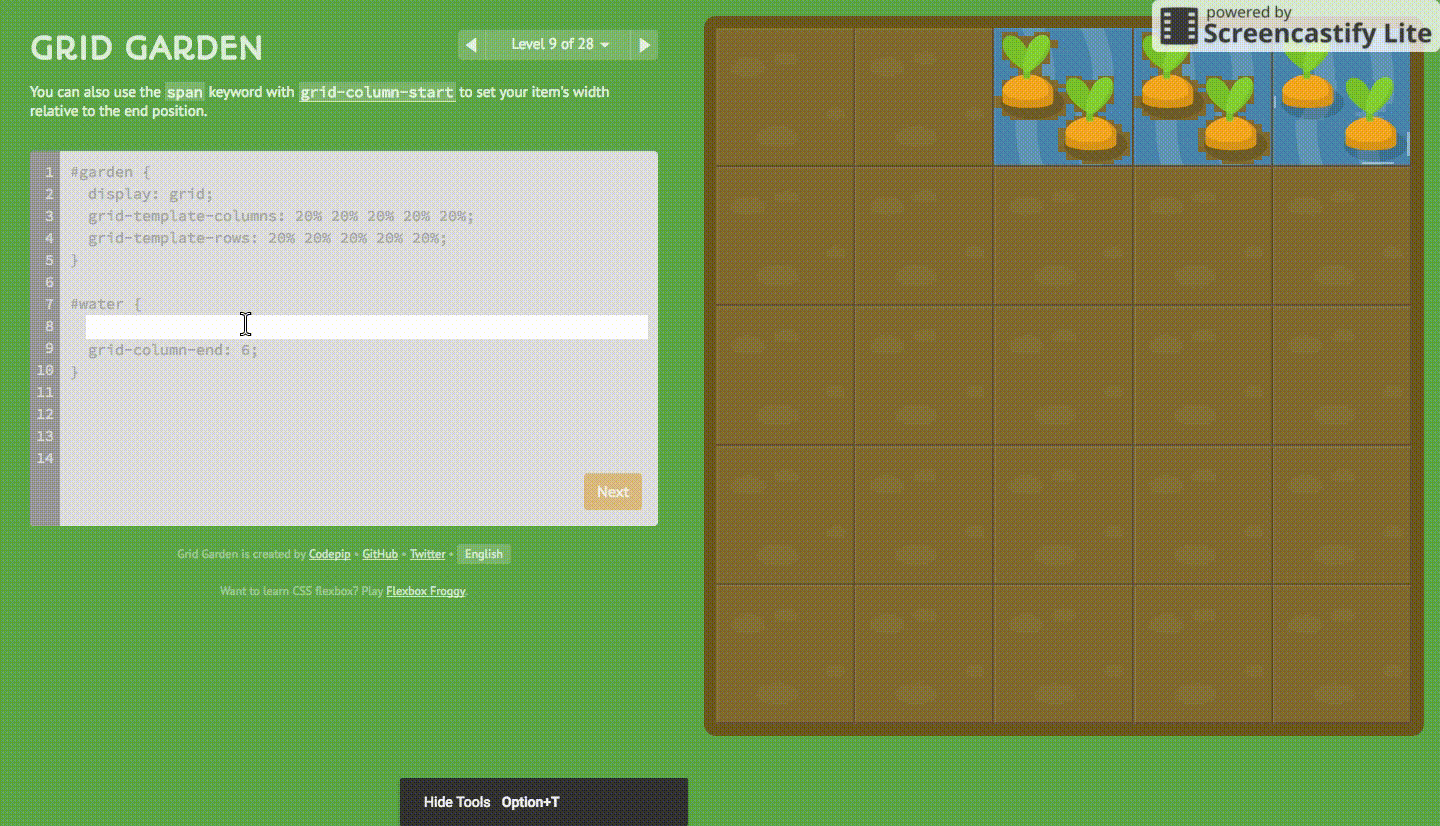 powered by
Screencastify Lite
GRID GARDEN
Level 9 of 28
You can also use the span keyword with grid-column-start to set your item's width
relative to the end position.
1 #garden {
2 display: grid;
3 grid-template-columns: 20% 20% 20% 20% 20%;
4 grid-template-rows: 20% 20% 20% 20% 20%;
5 }
6
7 #water {
8
9 grid-column-end: 6;
10 }
11
12
13
14
Next
Grid Garden is created by Codepip • GitHub • Twitter • English
Want to learn CSS flexbox? Play Flexbox Froggy.
Hide Tools Option+T